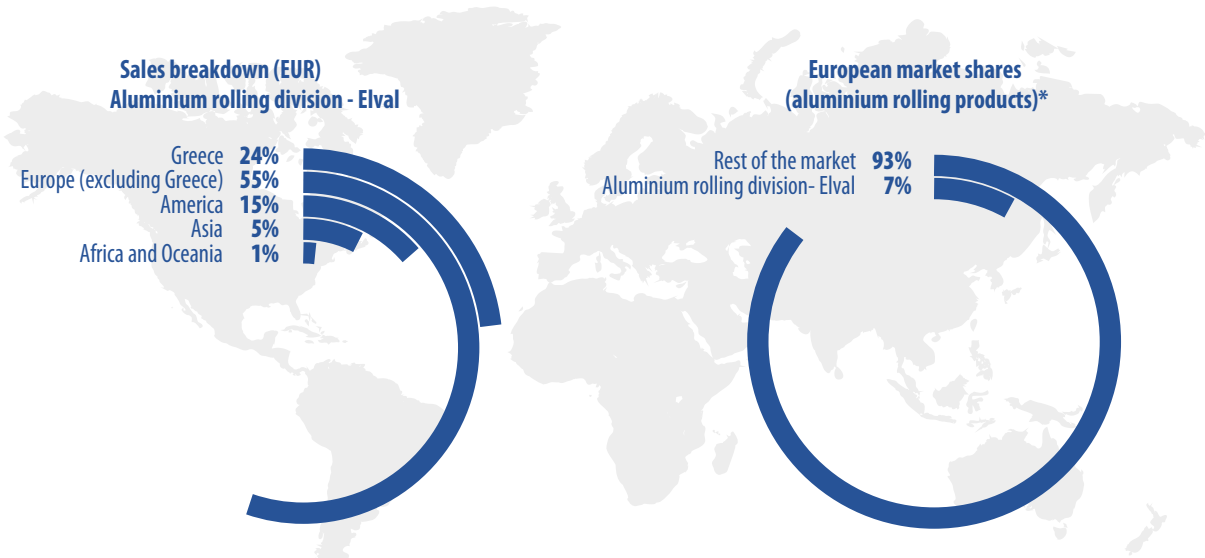 Sales breakdown (EUR)
Aluminium rolling division - Elval
Greece 24%
Europe (excluding Greece) 55%
America 15%
Asia 5%
Africa and Oceania 1%
European market shares
(aluminium rolling products)*
Rest of the market 93%
Aluminium rolling division- Elval 7%